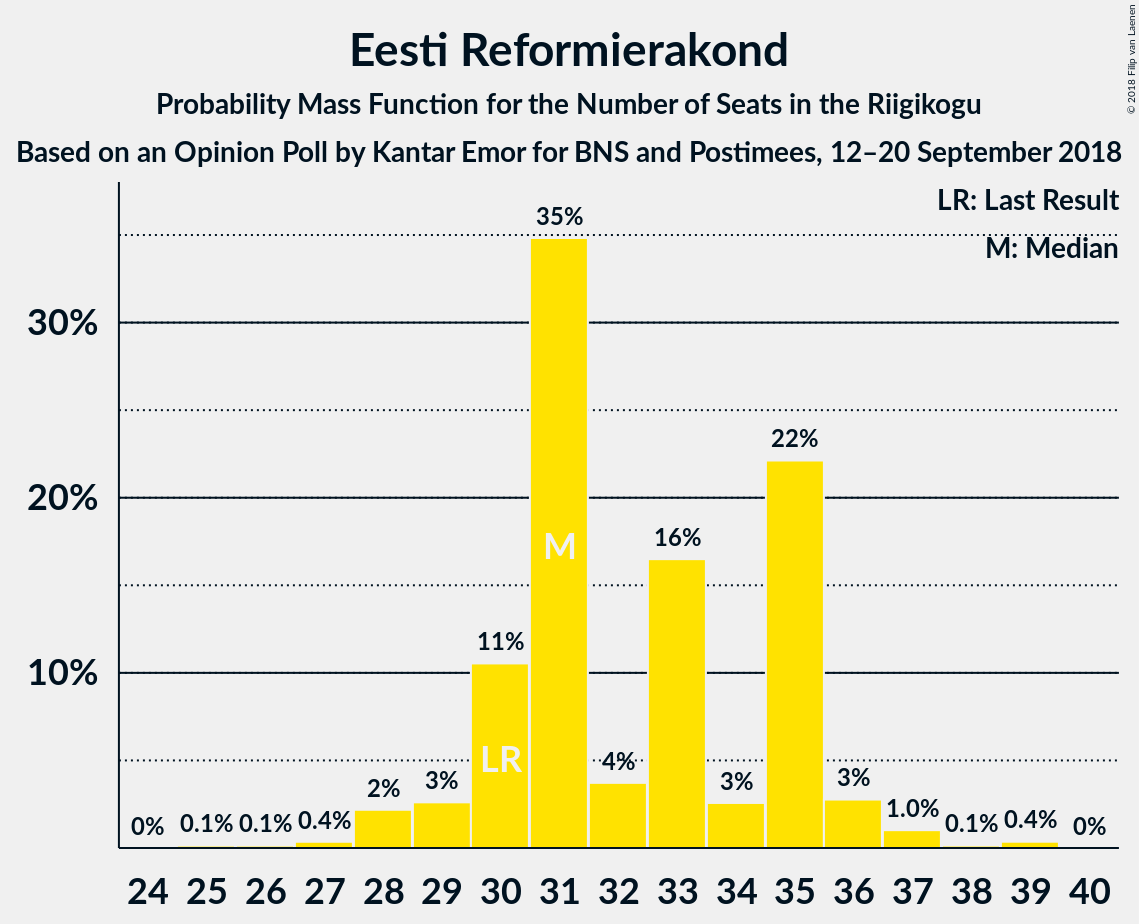 Eesti Reformierakond
Probability Mass Function for the Number of Seats in the Riigikogu
Based on an Opinion Poll by Kantar Emor for BNS and Postimees, 12–20 September 2018
© 2018 Filip van Laenen
LR: Last Result
M: Median
35%
30%
22%
20%
16%
M
11%
10%
LR
4%
3%
3%
3%
2%
1.0%
0% 0.1% 0.1% 0.4% 0.1% 0.4% 0%
24 25 26 27 28 29 30 31 32 33 34 35 36 37 38 39 40